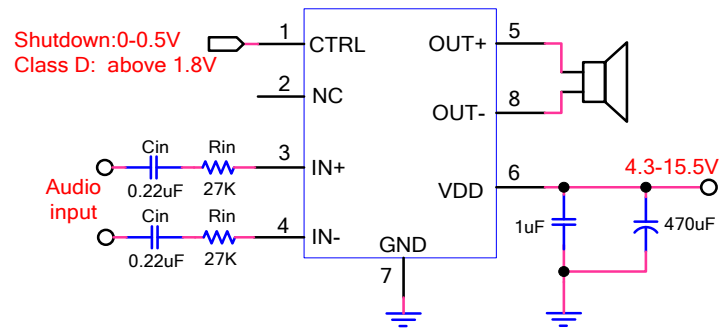 Shutdown:0-0.5V
Class D: above 1.8V
1
CTRL
2
NC
Cin
Rin
3
IN+
0.22uF
27K
Audio
input
Cin
Rin
4
IN-
0.22uF
27K
GND
7
5
OUT+
8
OUT-
6
VDD
4.3-15.5V
1uF
470uF